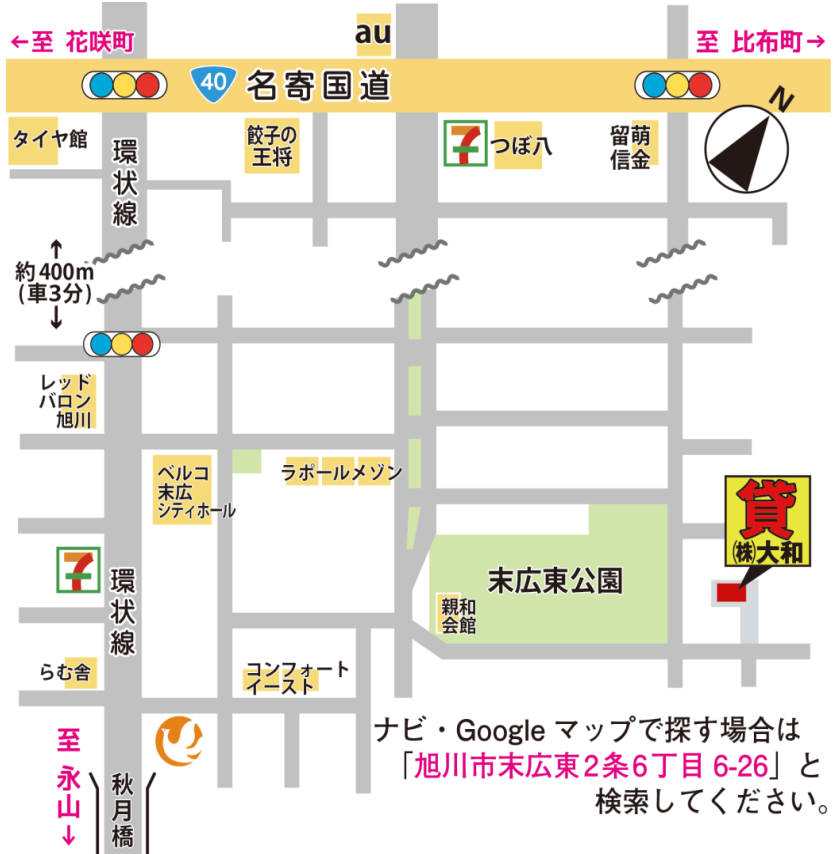 au
←至 花咲町
至 比布町→
40 名寄国道
N
タイヤ館
環状線
餃子の
王将
7
つぼ八
留萌
信金
約400m
(車3分)
レッド
バロン
旭川
ベルコ
末広
シティホール
ラポールメゾン
貸
㈱大和
7
環状線
末広東公園
親和
会館
らむ舎
コンフォート
イースト
至 永山→
秋月橋
ナビ・Google マップで探す場合は
「旭川市末広東2条6丁目 6-26」と
検索してください。